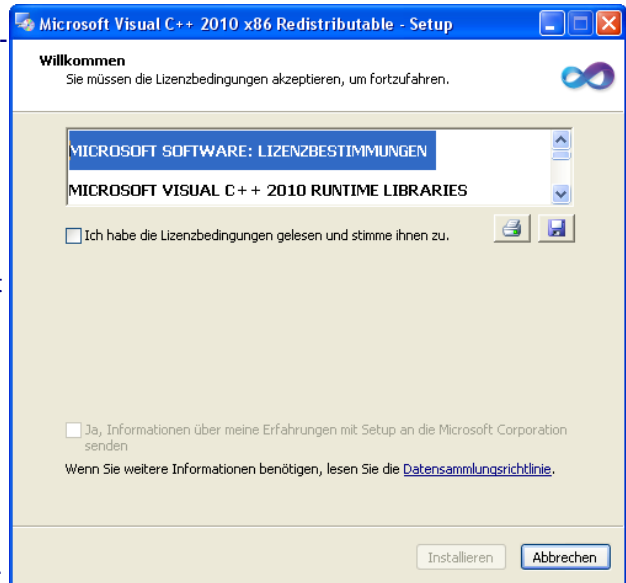 Microsoft Visual C++ 2010 x86 Redistributable - Setup
Willkommen
Sie müssen die Lizenzbedingungen akzeptieren, um fortzufahren.
MICROSOFT SOFTWARE: LIZENZBESTIMMUNGEN
MICROSOFT VISUAL C++ 2010 RUNTIME LIBRARIES
Ich habe die Lizenzbedingungen gelesen und stimme ihnen zu.
Ja, Informationen über meine Erfahrungen mit Setup an die Microsoft Corporation
senden
Wenn Sie weitere Informationen benötigen, lesen Sie die Datensammlungsrichtlinie.
Installieren
Abbrechen